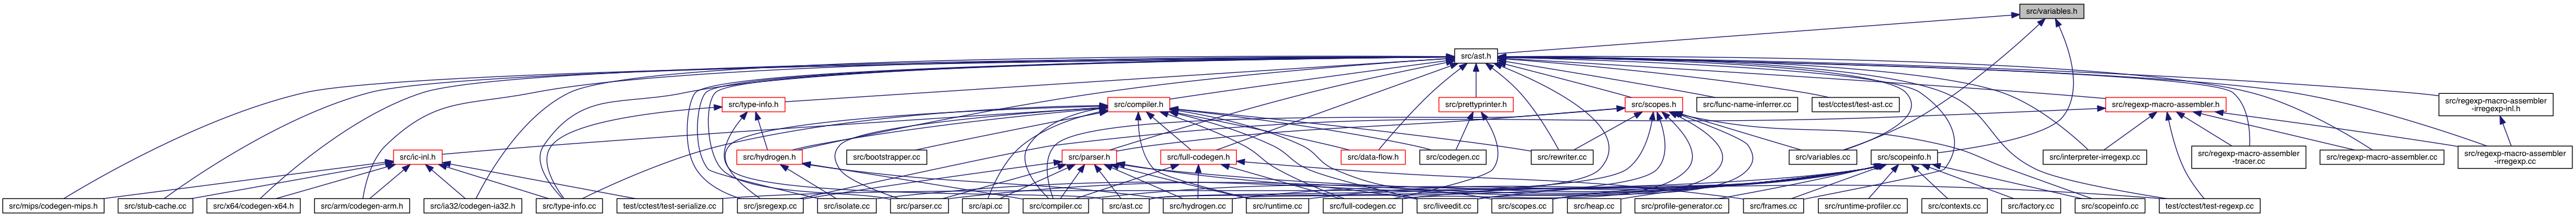 src/variables.h
src/ast.h
src/type-info.h
src/compiler.h
src/prettyprinter.h
src/scopes.h
src/func-name-inferrer.cc
test/cctest/test-ast.cc
src/regexp-macro-assembler.h
src/regexp-macro-assembler
-irregexp-inl.h
src/ic-inl.h
src/hydrogen.h
src/bootstrapper.cc
src/parser.h
src/full-codegen.h
src/data-flow.h
src/codegen.cc
src/rewriter.cc
src/variables.cc
src/scopeinfo.h
src/interpreter-irregexp.cc
src/regexp-macro-assembler
-tracer.cc
src/regexp-macro-assembler.cc
src/regexp-macro-assembler
-irregexp.cc
src/mips/codegen-mips.h
src/stub-cache.cc
src/x64/codegen-x64.h
src/arm/codegen-arm.h
src/ia32/codegen-ia32.h
src/type-info.cc
test/cctest/test-serialize.cc
src/jsregexp.cc
src/isolate.cc
src/parser.cc
src/api.cc
src/compiler.cc
src/ast.cc
src/hydrogen.cc
src/runtime.cc
src/full-codegen.cc
src/liveedit.cc
src/scopes.cc
src/heap.cc
src/profile-generator.cc
src/frames.cc
src/runtime-profiler.cc
src/contexts.cc
src/factory.cc
src/scopeinfo.cc
test/cctest/test-regexp.cc